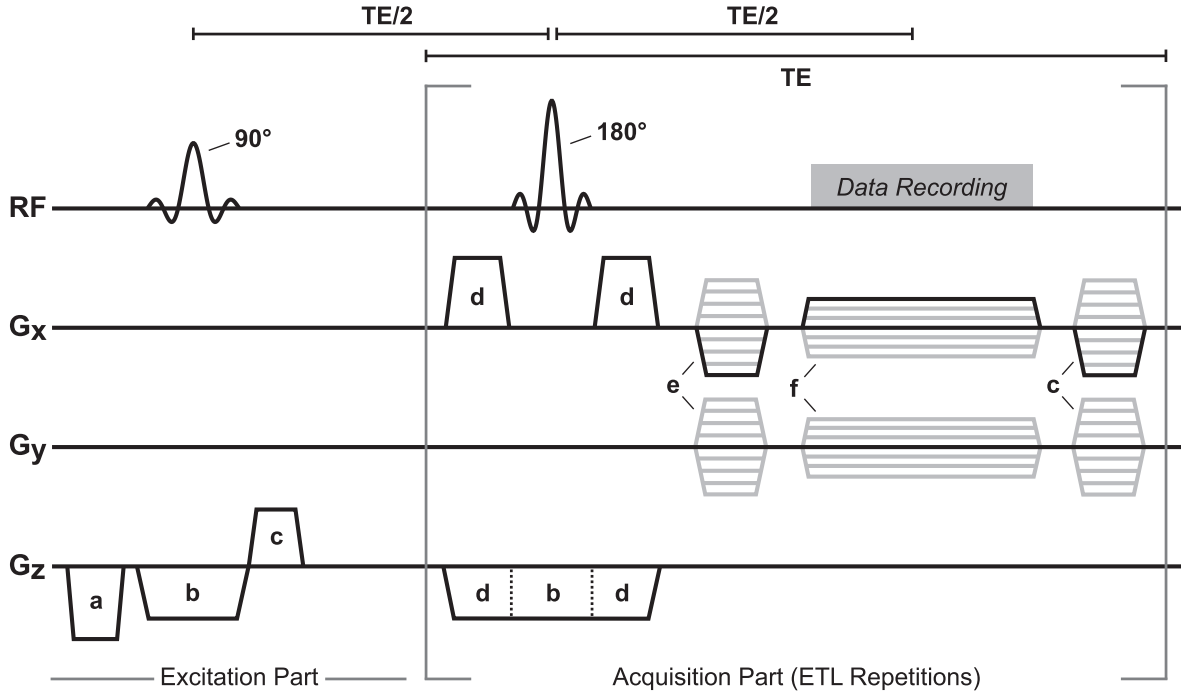 TE/2 TE/2
TE
90° 180°
RF Data Recording
d d
Gx
e f c
Gy
c
Gz
a b d b d
Excitation Part Acquisition Part (ETL Repetitions)